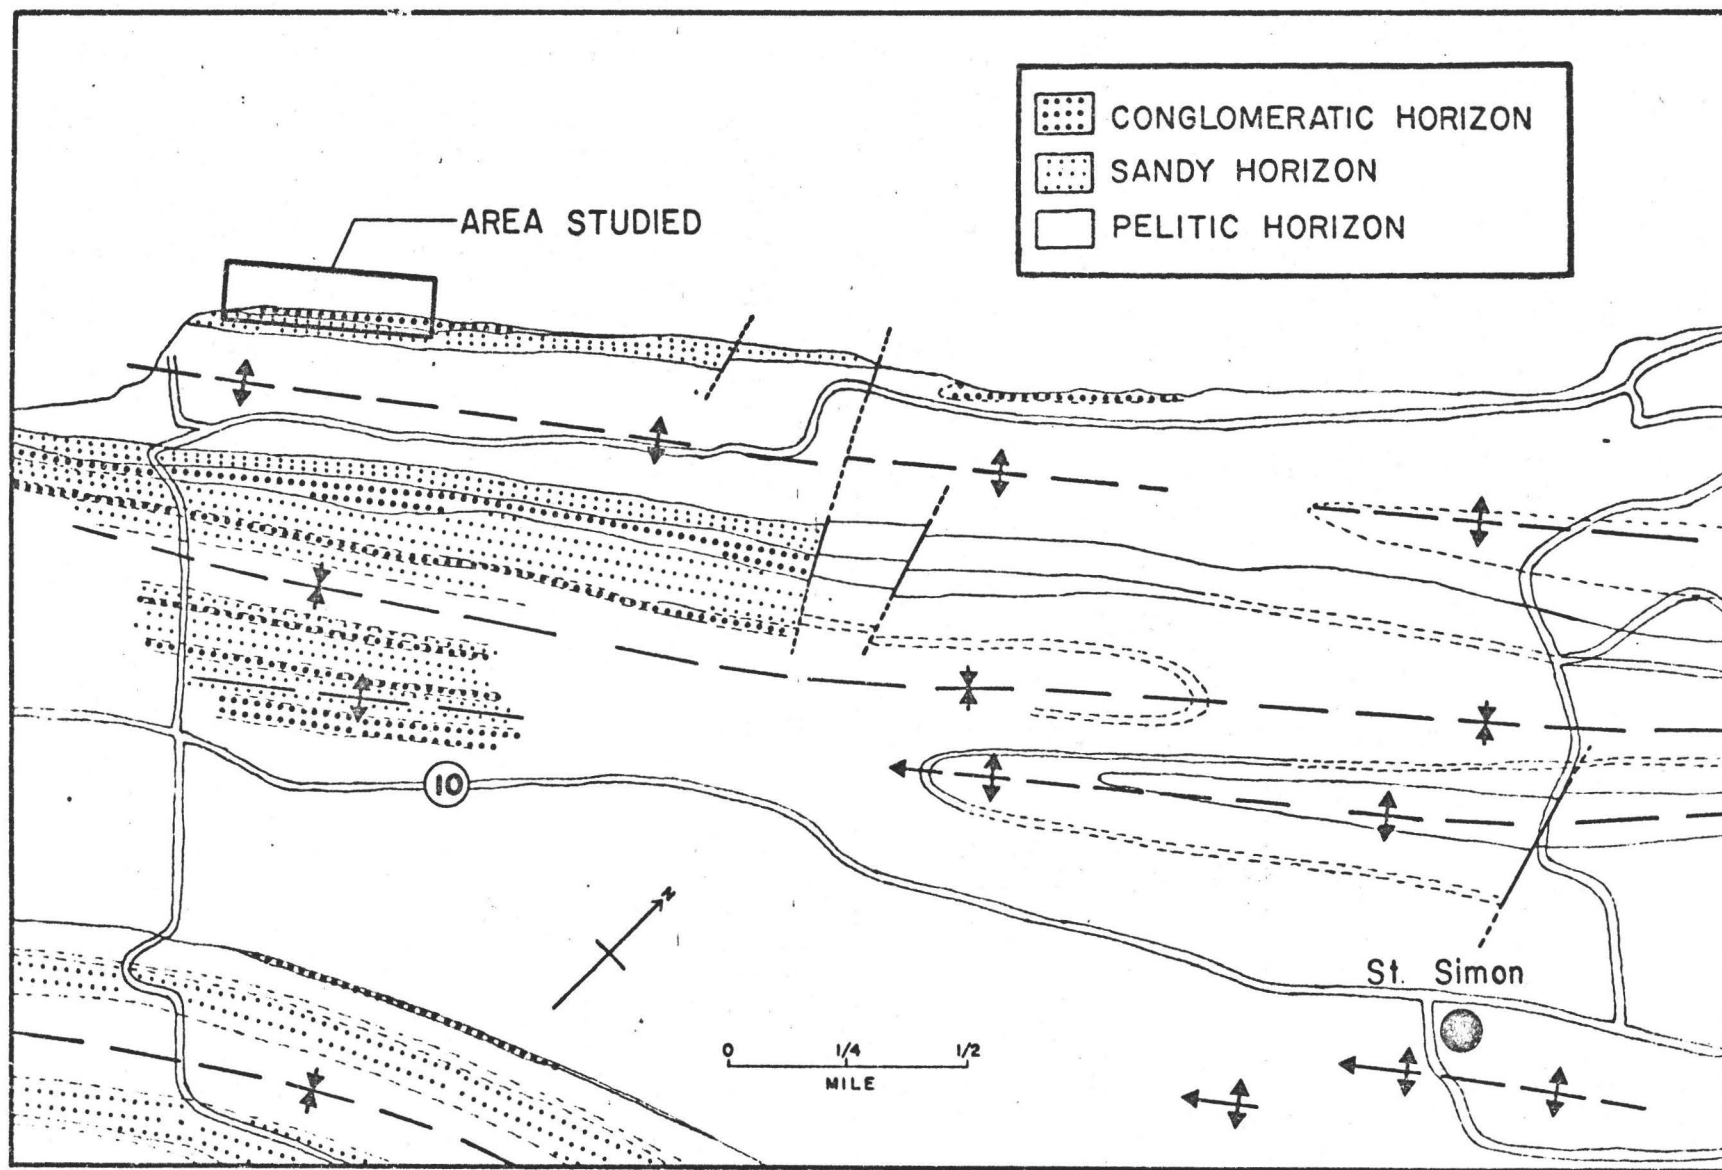 CONGLOMERATIC HORIZON
SANDY HORIZON
PELITIC HORIZON
AREA STUDIED
10
N
St. Simon
0 1/4 1/2
MILE